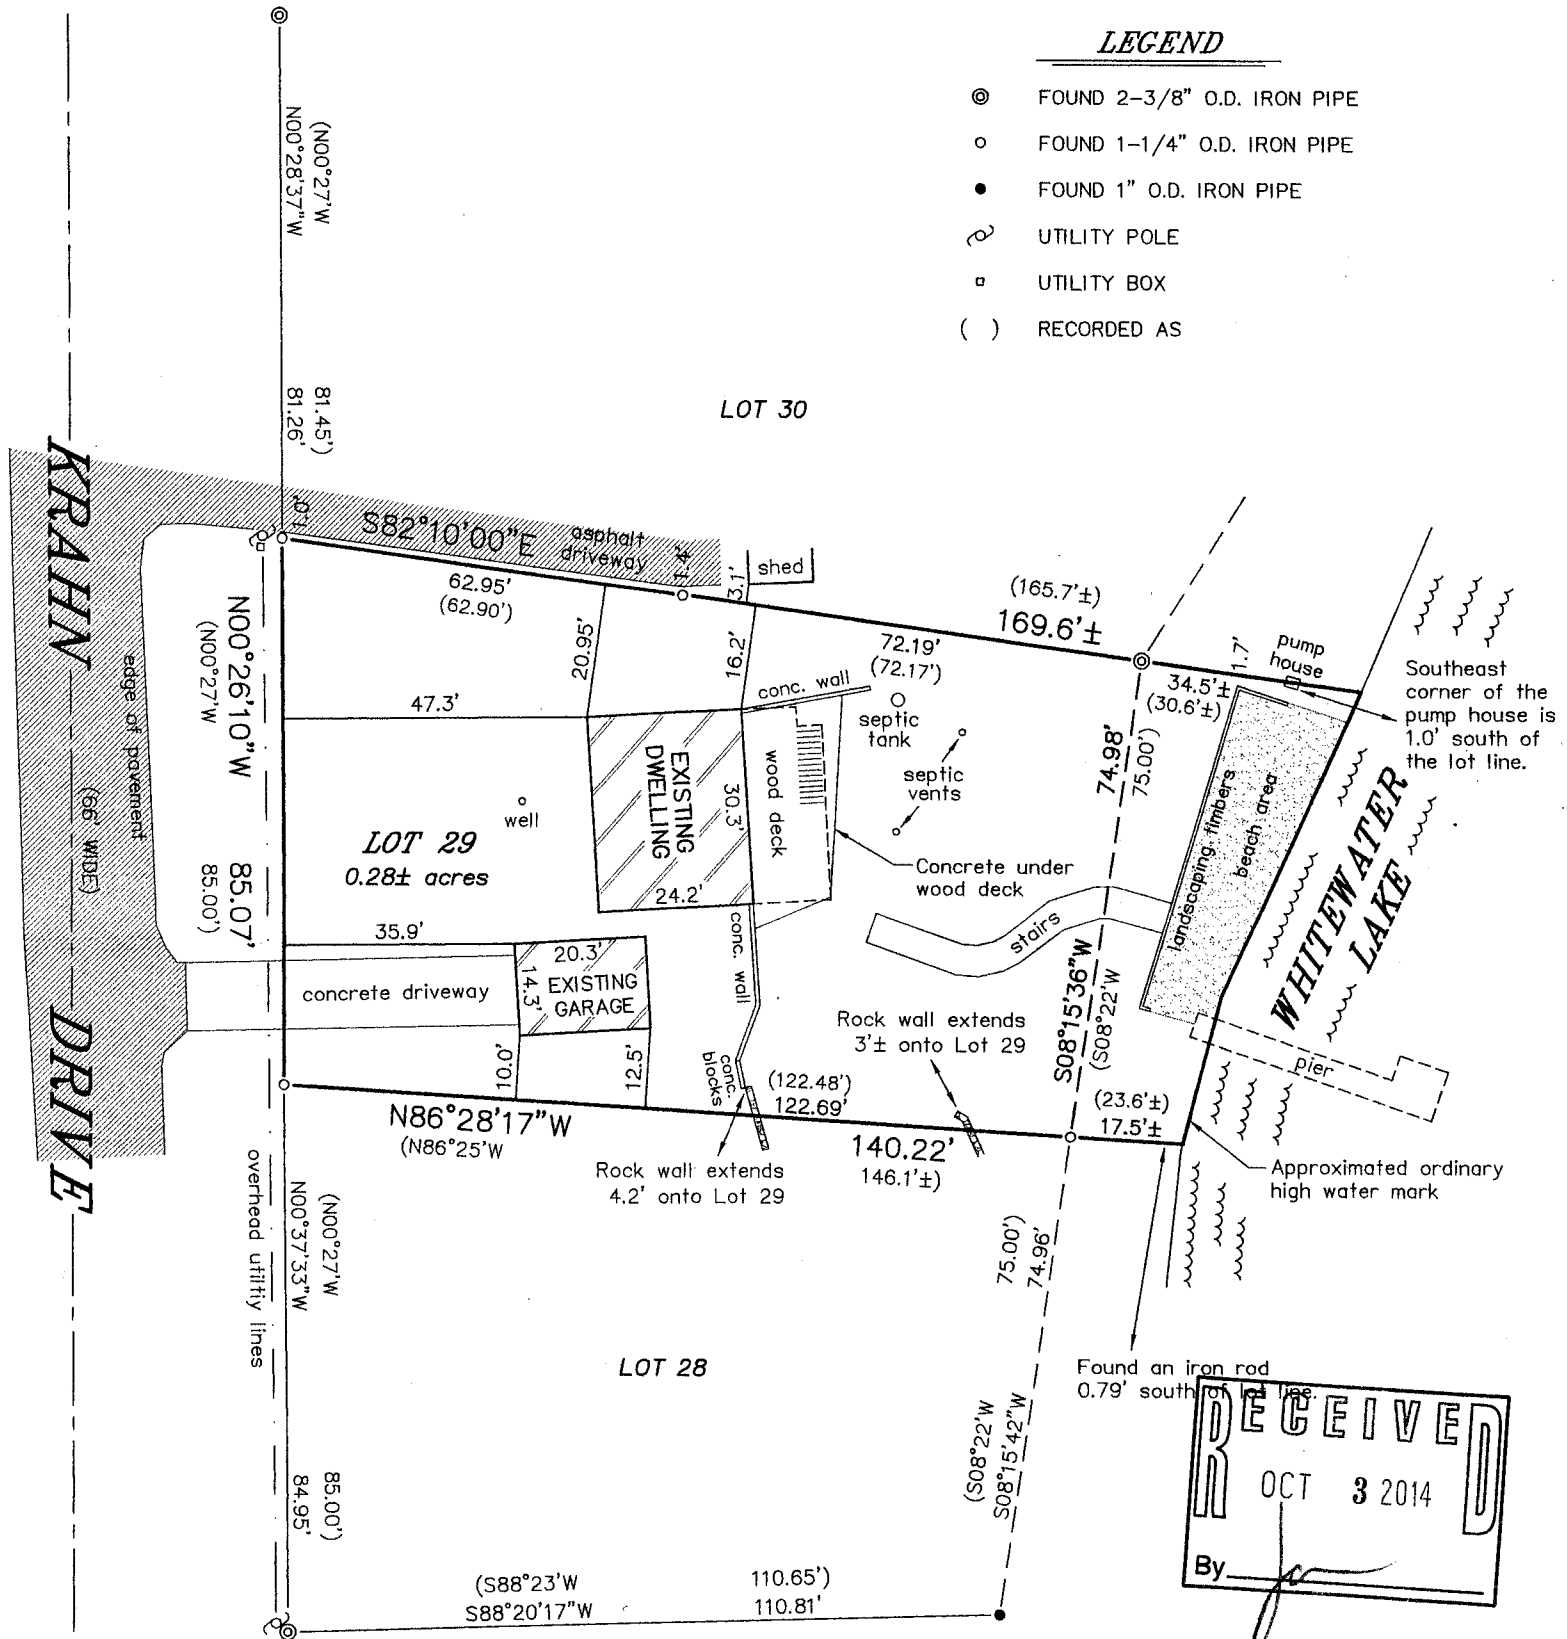 LEGEND
FOUND 2-3/8" O.D. IRON PIPE
FOUND 1-1/4" O.D. IRON PIPE
FOUND 1" O.D. IRON PIPE
UTILITY POLE
UTILITY BOX
( ) RECORDED AS
(N00°27'W
N00°28'37"W
81.45')
81.26'
LOT 30
KRAHN DRIVE
(66' WIDE)
edge of pavement
1.0'
S82°10'00"E
asphalt
driveway
1.4'
3.1'
shed
62.95'
(62.90')
(165.7'±)
169.6'±
72.19'
(72.17')
1.7'
pump
house
34.5'±
(30.6'±)
Southeast
corner of the
pump house is
1.0' south of
the lot line.
N00°26'10"W
(N00°27'W
85.07'
85.00')
20.95'
16.2'
47.3'
conc. wall
septic
tank
septic
vents
EXISTING
DWELLING
30.3'
24.2'
wood deck
well
LOT 29
0.28± acres
Concrete under
wood deck
74.98'
75.00')
landscaping timbers
beach area
WHITEWATER
LAKE
35.9'
20.3'
14.3'
EXISTING
GARAGE
concrete driveway
conc. wall
stairs
S08°15'36"W
(S08°22'W
Rock wall extends
3'± onto Lot 29
pier
10.0'
12.5'
conc.
blocks
(122.48')
122.69'
(23.6'±)
17.5'±
N86°28'17"W
(N86°25'W
140.22'
146.1'±)
Rock wall extends
4.2' onto Lot 29
Approximated ordinary
high water mark
overhead utiltiy lines
(N00°27'W
N00°37'33"W
75.00')
74.96'
LOT 28
Found an iron rod
0.79' south of lot line.
(S08°22'W
S08°15'42"W
85.00')
84.95'
(S88°23'W 110.65')
S88°20'17"W 110.81'
RECEIVED
OCT 3 2014
By